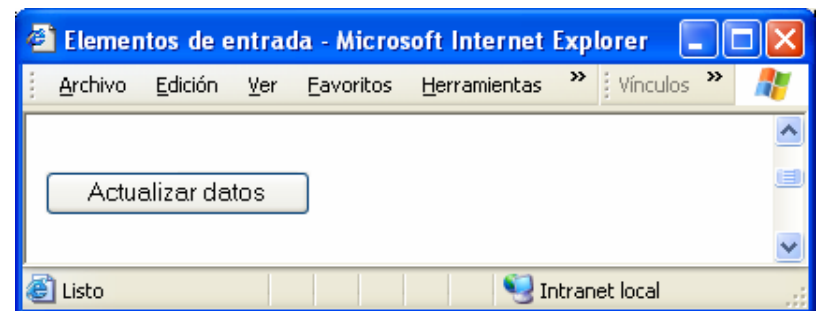 Elementos de entrada - Microsoft Internet Explorer
Archivo Edición Ver Favoritos Herramientas » Vínculos »
Actualizar datos
Listo Intranet local